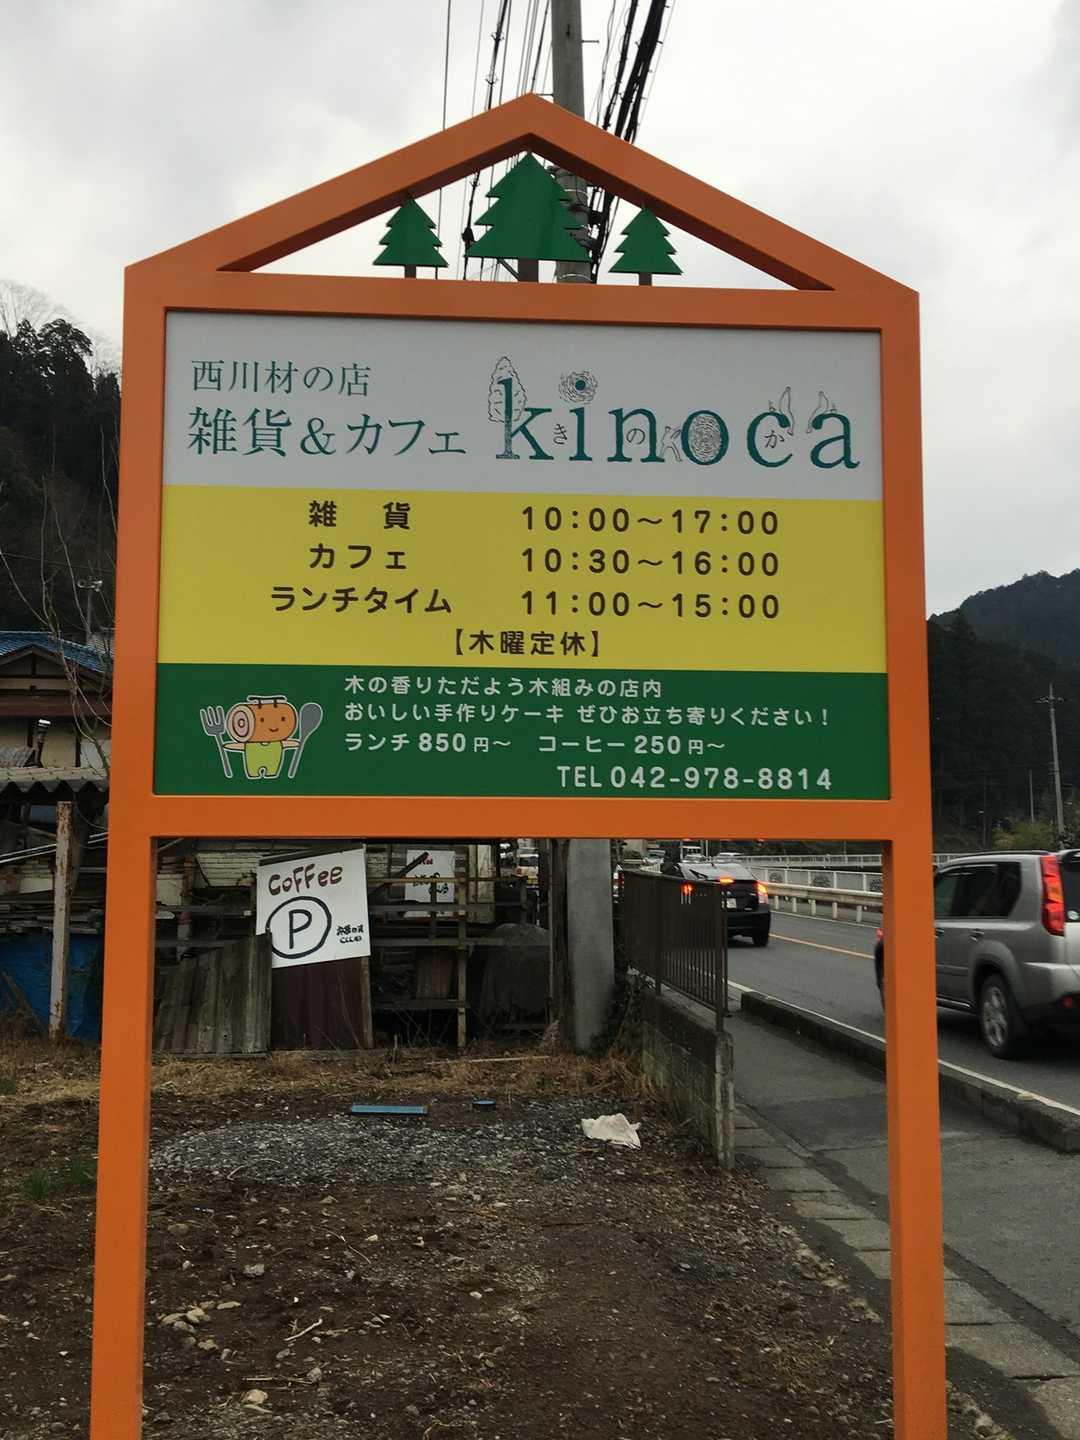 西川材の店
雑貨&カフェ kinoca
きのか
雑貨 10:00～17:00
カフェ 10:30～16:00
ランチタイム 11:00～15:00
【木曜定休】
木の香りただよう木組みの店内
おいしい手作りケーキ ぜひお立ち寄りください！
ランチ850円～ コーヒー250円～
TEL 042-978-8814
CoFFee
P